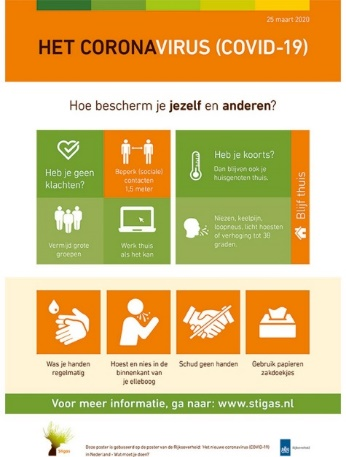 25 maart 2020
HET CORONAVIRUS (COVID-19)
Hoe bescherm je jezelf en anderen?
Heb je geen
klachten?
Beperk (sociale)
contacten
1,5 meter
Vermijd grote
groepen
Werk thuis
als het kan
Heb je koorts?
Dan blijven ook je
huisgenoten thuis.
Niezen, keelpijn,
loopneus, licht hoesten
of verhoging tot 38
graden.
Blijf thuis
Was je handen
regelmatig
Hoest en nies in de
binnenkant van
je elleboog
Schud geen handen
Gebruik papieren
zakdoekjes
Voor meer informatie, ga naar: www.stigas.nl
stigas
Deze poster is gebaseerd op de poster van de Rijksoverheid: Het nieuwe coronavirus (COVID-19)
in Nederland - Wat moet je doen?
abu
Rijksoverheid